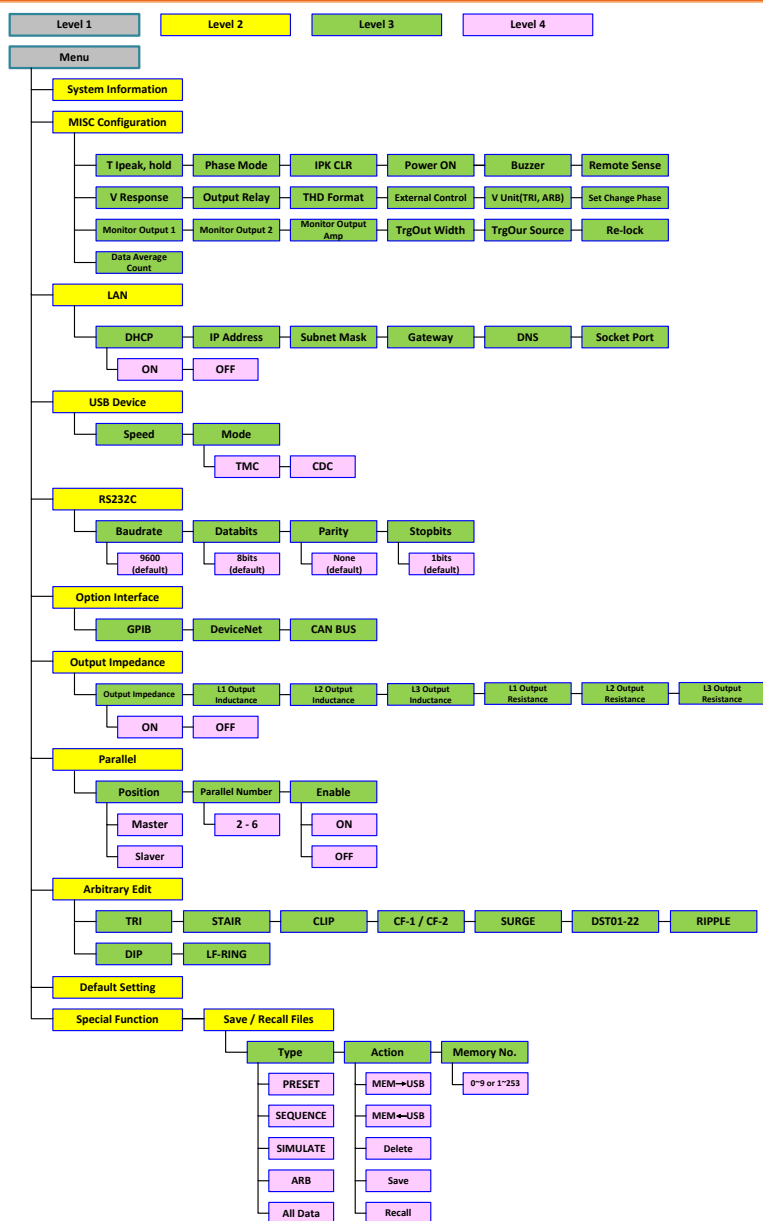 Level 1
Level 2
Level 3
Level 4
Menu
System Information
MISC Configuration
T Ipeak, hold
Phase Mode
IPK CLR
Power ON
Buzzer
Remote Sense
V Response
Output Relay
THD Format
External Control
V Unit(TRI, ARB)
Set Change Phase
Monitor Output 1
Monitor Output 2
Monitor Output
Amp
TrgOut Width
TrgOur Source
Re-lock
Data Average
Count
LAN
DHCP
IP Address
Subnet Mask
Gateway
DNS
Socket Port
ON
OFF
USB Device
Speed
Mode
TMC
CDC
RS232C
Baudrate
Databits
Parity
Stopbits
9600
(default)
8bits
(default)
None
(default)
1bits
(default)
Option Interface
GPIB
DeviceNet
CAN BUS
Output Impedance
Output Impedance
L1 Output
Inductance
L2 Output
Inductance
L3 Output
Inductance
L1 Output
Resistance
L2 Output
Resistance
L3 Output
Resistance
ON
OFF
Parallel
Position
Parallel Number
Enable
Master
2 - 6
ON
Slaver
OFF
Arbitrary Edit
TRI
STAIR
CLIP
CF-1 / CF-2
SURGE
DST01-22
RIPPLE
DIP
LF-RING
Default Setting
Special Function
Save / Recall Files
Type
Action
Memory No.
PRESET
MEM→USB
0~9 or 1~253
SEQUENCE
MEM←USB
SIMULATE
Delete
ARB
Save
All Data
Recall